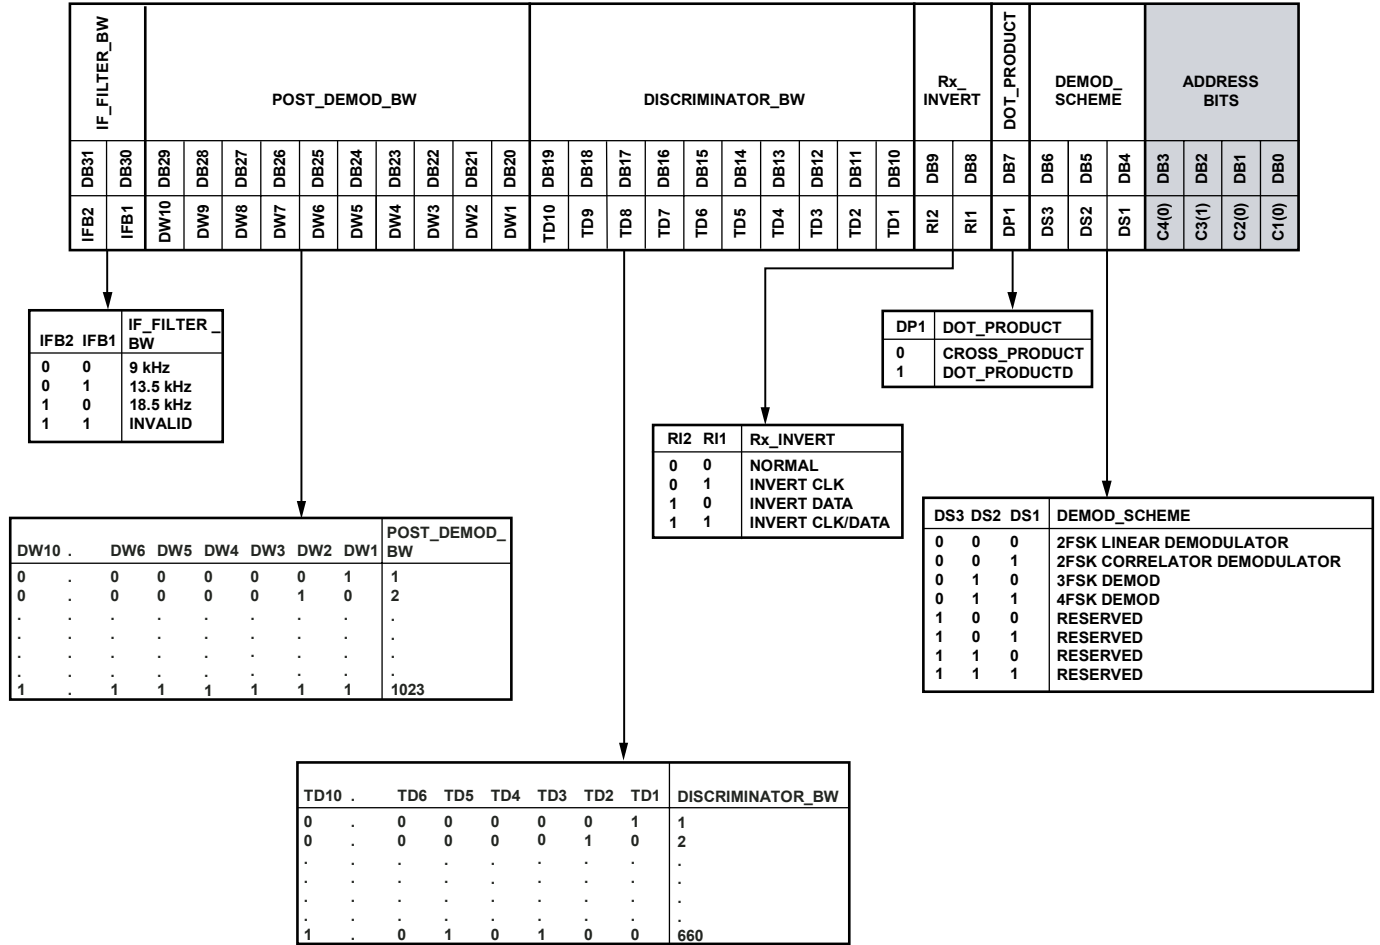 IF_FILTER_BW
POST_DEMOD_BW
DISCRIMINATOR_BW
Rx_
INVERT
DOT_PRODUCT
DEMOD_
SCHEME
ADDRESS
BITS
DB31 DB30 DB29 DB28 DB27 DB26 DB25 DB24 DB23 DB22 DB21 DB20 DB19 DB18 DB17 DB16 DB15 DB14 DB13 DB12 DB11 DB10 DB9 DB8 DB7 DB6 DB5 DB4 DB3 DB2 DB1 DB0
IFB2 IFB1 DW10 DW9 DW8 DW7 DW6 DW5 DW4 DW3 DW2 DW1 TD10 TD9 TD8 TD7 TD6 TD5 TD4 TD3 TD2 TD1 RI2 RI1 DP1 DS3 DS2 DS1 C4(0) C3(1) C2(0) C1(0)
IFB2 IFB1 IF_FILTER_
BW
0 0 9 kHz
0 1 13.5 kHz
1 0 18.5 kHz
1 1 INVALID
DP1 DOT_PRODUCT
0 CROSS_PRODUCT
1 DOT_PRODUCTD
RI2 RI1 Rx_INVERT
0 0 NORMAL
0 1 INVERT CLK
1 0 INVERT DATA
1 1 INVERT CLK/DATA
DS3 DS2 DS1 DEMOD_SCHEME
0 0 0 2FSK LINEAR DEMODULATOR
0 0 1 2FSK CORRELATOR DEMODULATOR
0 1 0 3FSK DEMOD
0 1 1 4FSK DEMOD
1 0 0 RESERVED
1 0 1 RESERVED
1 1 0 RESERVED
1 1 1 RESERVED
DW10 . DW6 DW5 DW4 DW3 DW2 DW1 POST_DEMOD_
BW
0 . 0 0 0 0 0 1 1
0 . 0 0 0 0 1 0 2
. . . . . . . . .
. . . . . . . . .
. . . . . . . . .
. . . . . . . . .
1 . 1 1 1 1 1 1 1023
TD10 . TD6 TD5 TD4 TD3 TD2 TD1 DISCRIMINATOR_BW
0 . 0 0 0 0 0 1 1
0 . 0 0 0 0 1 0 2
. . . . . . . . .
. . . . . . . . .
. . . . . . . . .
. . . . . . . . .
1 . 0 1 0 1 0 0 660